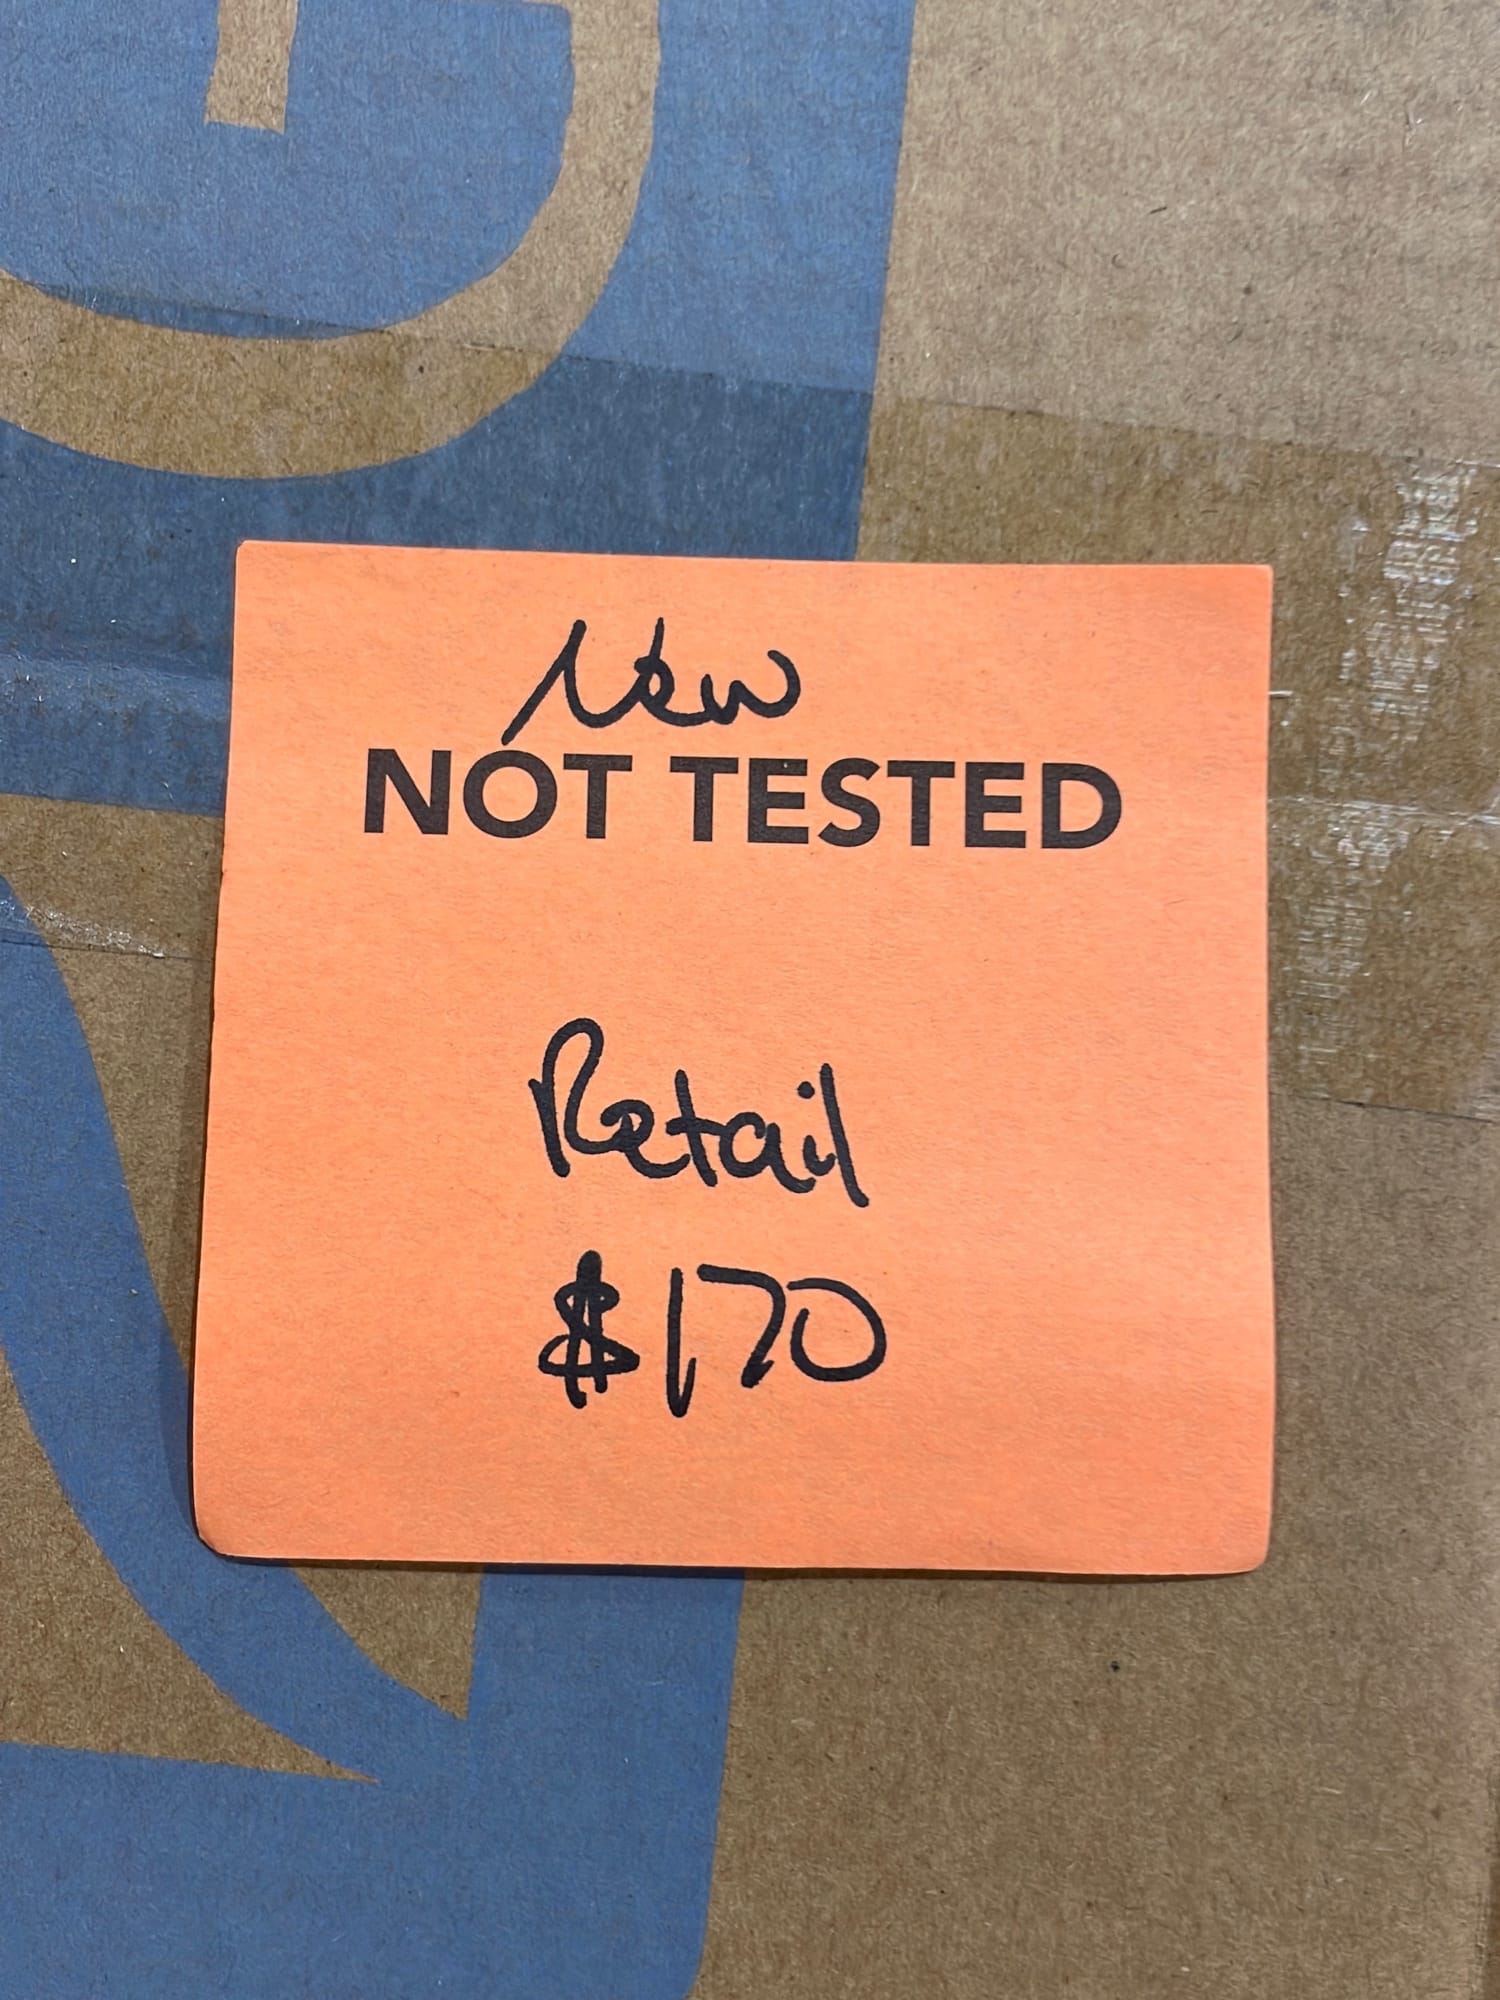 New
NOT TESTED
Retail
$170